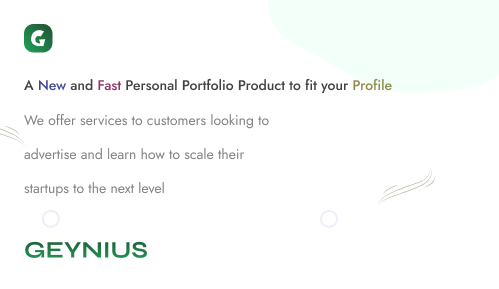 G
A New and Fast Personal Portfolio Product to fit your Profile
We offer services to customers looking to
advertise and learn how to scale their
startups to the next level
GEYNIUS